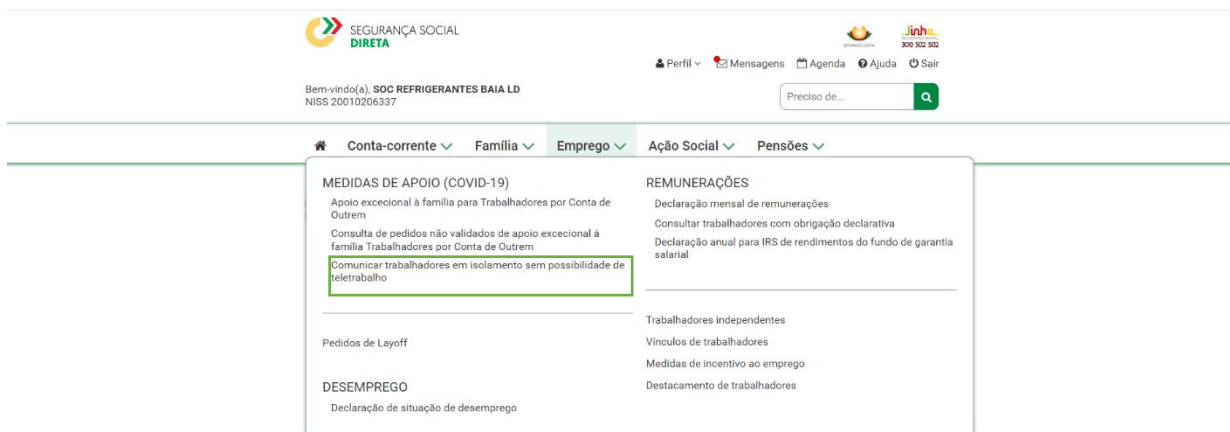 SEGURANÇA SOCIAL
DIRETA
300 502 502
Perfil Mensagens Agenda Ajuda Sair
Bem-vindo(a), SOC REFRIGERANTES BAIA LD
NISS 20010206337
Preciso de...
Conta-corrente Família Emprego Ação Social Pensões
MEDIDAS DE APOIO (COVID-19)
Apoio excecional à família para Trabalhadores por Conta de
Outrem
Consulta de pedidos não validados de apoio excecional à
família Trabalhadores por Conta de Outrem
Comunicar trabalhadores em isolamento sem possibilidade de
teletrabalho
Pedidos de Layoff
DESEMPREGO
Declaração de situação de desemprego
REMUNERAÇÕES
Declaração mensal de remunerações
Consultar trabalhadores com obrigação declarativa
Declaração anual para IRS de rendimentos do fundo de garantia
salarial
Trabalhadores independentes
Vínculos de trabalhadores
Medidas de incentivo ao emprego
Destacamento de trabalhadores